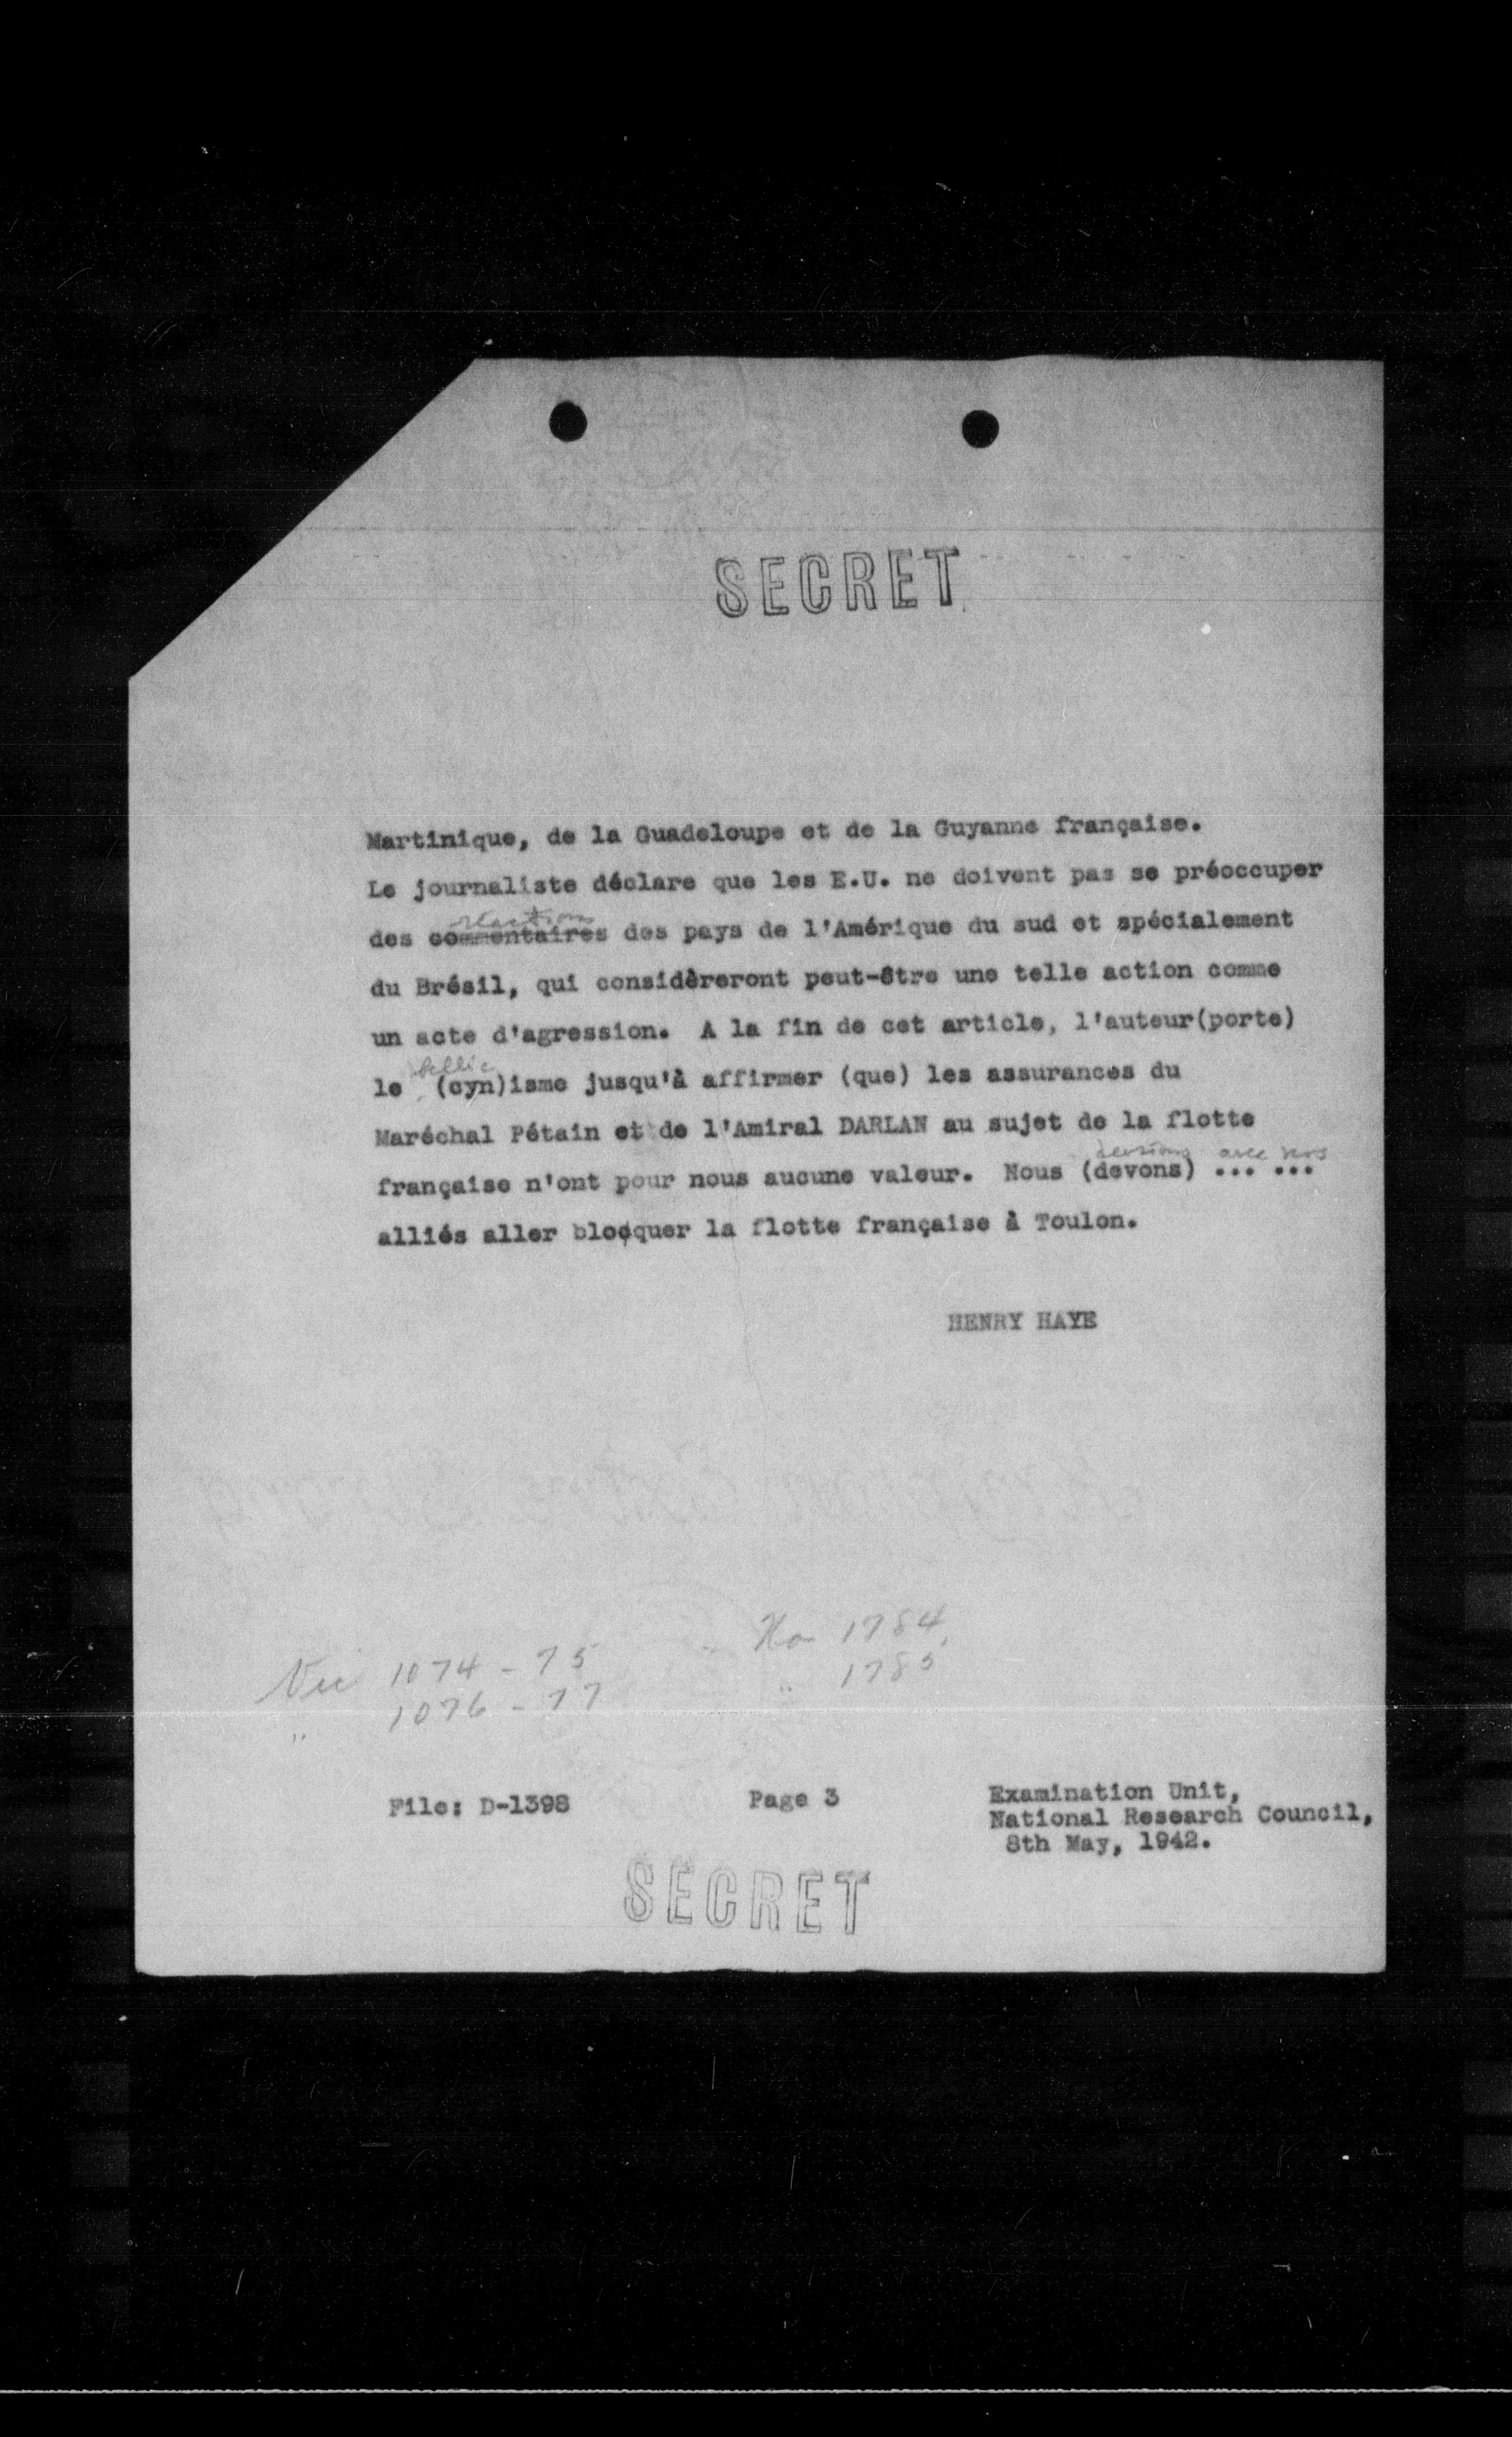 SECRET
Martinique, de la Guadeloupe et de la Guyanne française.
Le journaliste déclare que les E.U. ne doivent pas se préoccuper
réactions
des commentaires des pays de l'Amérique du sud et spécialement
du Brésil, qui considèreront peut-être une telle action comme
un acte d'agression. A la fin de cet article, l'auteur(porte)
bellic
le (cyn)isme jusqu'à affirmer (que) les assurances du
Maréchal Pétain et de l'Amiral DARLAN au sujet de la flotte
devrions avec nos
française n'ont pour nous aucune valeur. Nous (devons) ... ...
alliés aller blocquer la flotte française à Toulon.
HENRY HAYE
Ha 1784
" 1785
Vic 1074 - 75
" 1076 - 77
File: D-1398 Page 3 Examination Unit,
National Research Council,
8th May, 1942.
SECRET